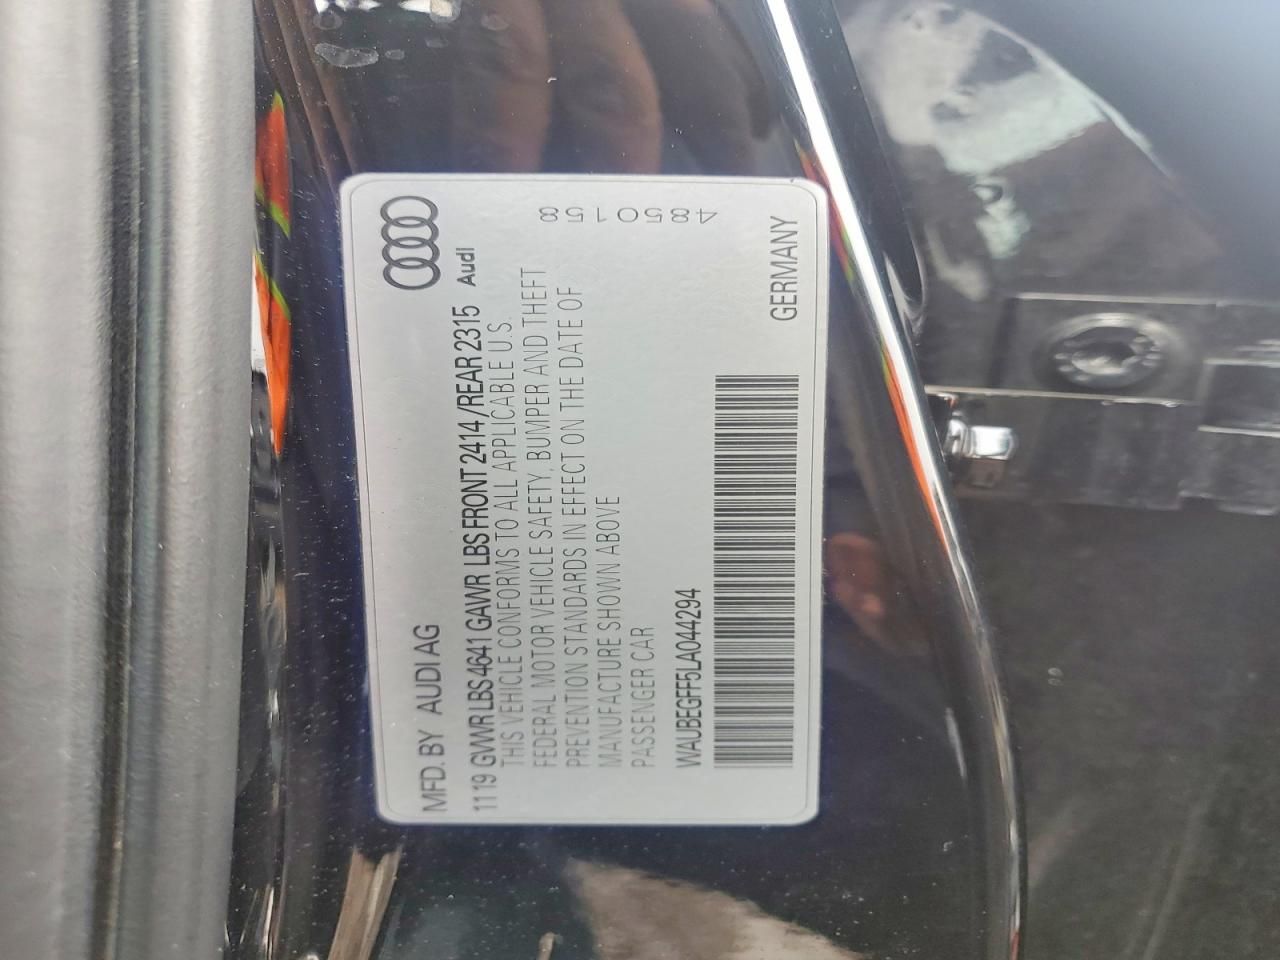 MFD. BY AUDI AG
1119 GVWR LBS 4641 GAWR LBS FRONT 2414 /REAR 2315 Audi
THIS VEHICLE CONFORMS TO ALL APPLICABLE U.S.
FEDERAL MOTOR VEHICLE SAFETY, BUMPER AND THEFT
PREVENTION STANDARDS IN EFFECT ON THE DATE OF
MANUFACTURE SHOWN ABOVE
PASSENGER CAR
WAUBEGFF5LA044294
GERMANY
4850158